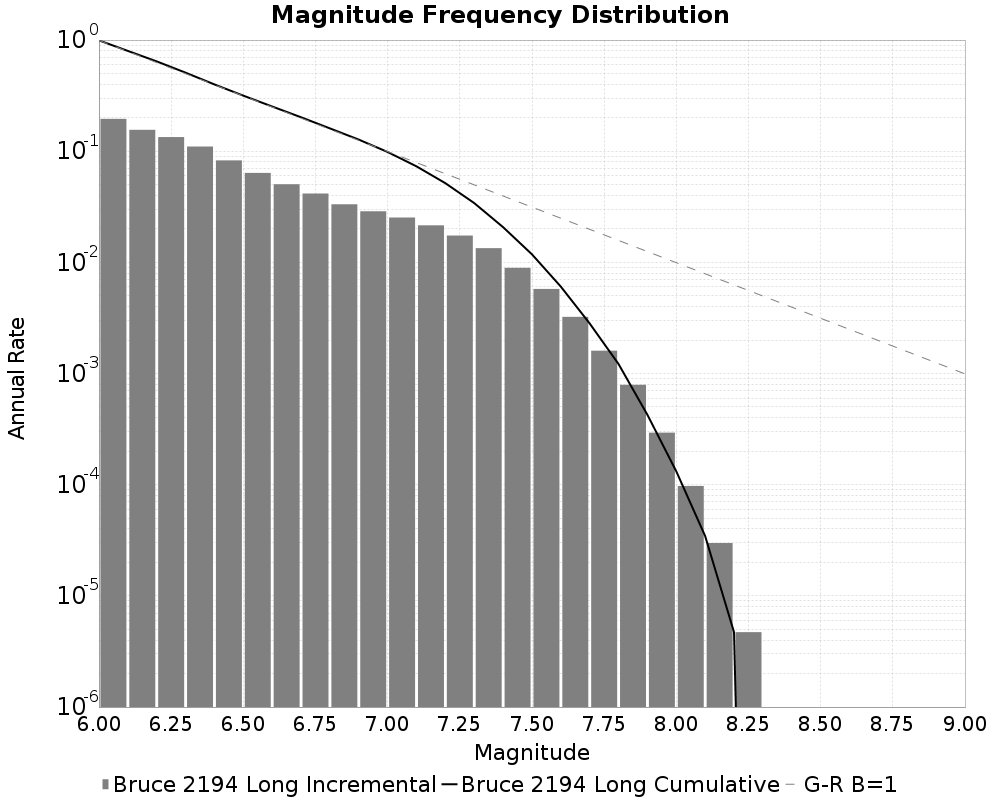 Magnitude Frequency Distribution
10^0
10^-1
10^-2
10^-3
10^-4
10^-5
10^-6
Annual Rate
6.00 6.25 6.50 6.75 7.00 7.25 7.50 7.75 8.00 8.25 8.50 8.75 9.00
Magnitude
Bruce 2194 Long Incremental Bruce 2194 Long Cumulative G-R B=1